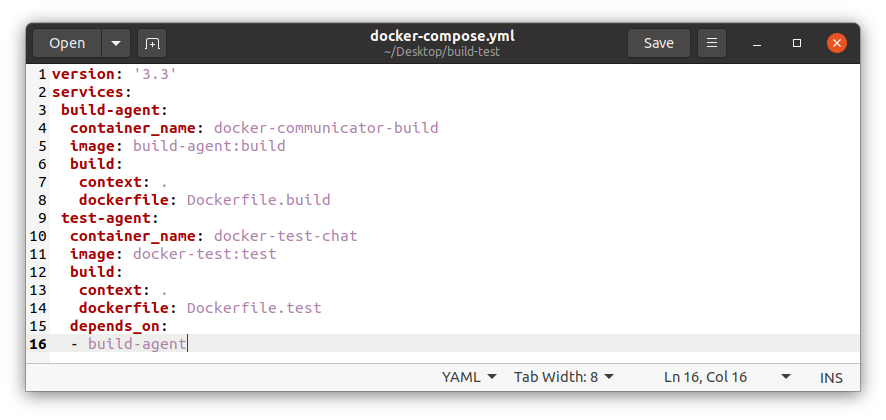 Open
docker-compose.yml
~/Desktop/build-test
Save
1 version: '3.3'
2 services:
3  build-agent:
4   container_name: docker-communicator-build
5   image: build-agent:build
6   build:
7    context: .
8    dockerfile: Dockerfile.build
9  test-agent:
10   container_name: docker-test-chat
11   image: docker-test:test
12   build:
13    context: .
14    dockerfile: Dockerfile.test
15   depends_on:
16   - build-agent
YAML Tab Width: 8 Ln 16, Col 16 INS